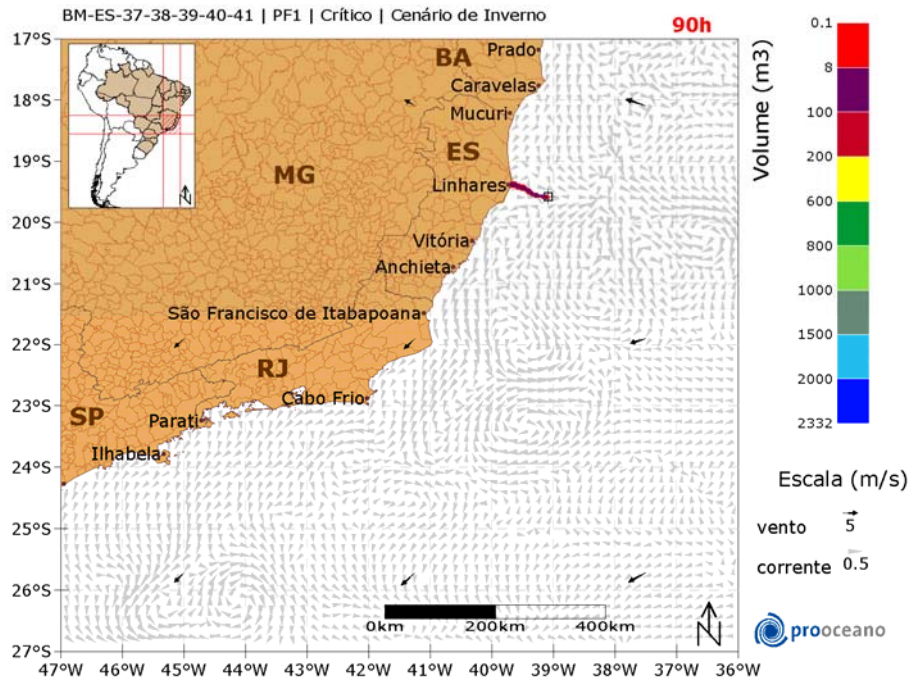 BM-ES-37-38-39-40-41 | PF1 | Crítico | Cenário de Inverno
90h
17°S
18°S
19°S
20°S
21°S
22°S
23°S
24°S
25°S
26°S
27°S
47°W
46°W
45°W
44°W
43°W
42°W
41°W
40°W
39°W
38°W
37°W
36°W
BA
Prado
Caravelas
Mucuri
ES
MG
Linhares
Vitória
Anchieta
São Francisco de Itabapoana
RJ
Cabo Frio
SP
Parati
Ilhabela
N
0km
200km
400km
N
Volume (m3)
0.1
8
100
200
600
800
1000
1500
2000
2332
Escala (m/s)
vento 5
corrente 0.5
prooceano